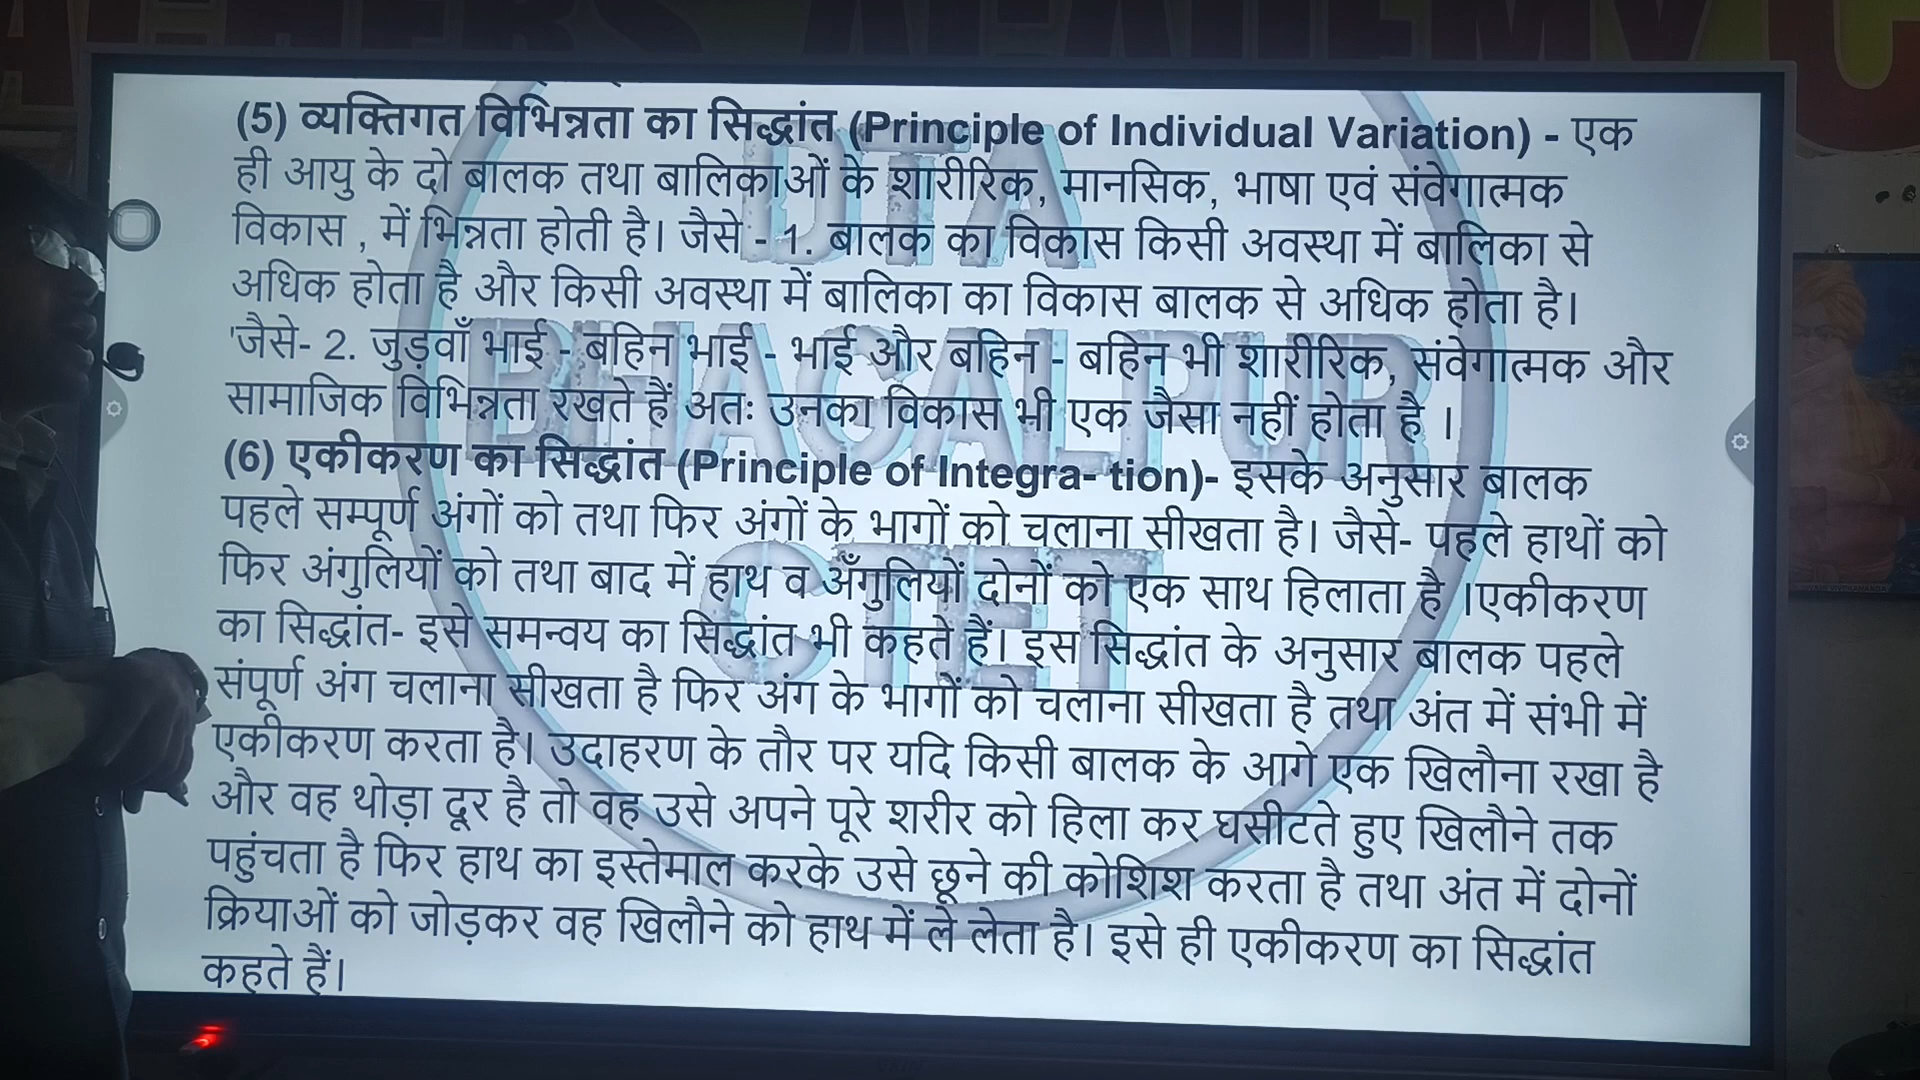 (5) व्यक्तिगत विभिन्नता का सिद्धांत (Principle of Individual Variation) - एक
ही आयु के दो बालक तथा बालिकाओं के शारीरिक, मानसिक, भाषा एवं संवेगात्मक
विकास , में भिन्नता होती है। जैसे - 1. बालक का विकास किसी अवस्था में बालिका से
अधिक होता है और किसी अवस्था में बालिका का विकास बालक से अधिक होता है।
'जैसे- 2. जुड़वाँ भाई - बहिन भाई - भाई और बहिन - बहिन भी शारीरिक, संवेगात्मक और
सामाजिक विभिन्नता रखते हैं अतः उनका विकास भी एक जैसा नहीं होता है ।
(6) एकीकरण का सिद्धांत (Principle of Integra- tion)- इसके अनुसार बालक
पहले सम्पूर्ण अंगों को तथा फिर अंगों के भागों को चलाना सीखता है। जैसे- पहले हाथों को
फिर अंगुलियों को तथा बाद में हाथ व अँगुलियों दोनों को एक साथ हिलाता है ।एकीकरण
का सिद्धांत- इसे समन्वय का सिद्धांत भी कहते हैं। इस सिद्धांत के अनुसार बालक पहले
संपूर्ण अंग चलाना सीखता है फिर अंग के भागों को चलाना सीखता है तथा अंत में संभी में
एकीकरण करता है। उदाहरण के तौर पर यदि किसी बालक के आगे एक खिलौना रखा है
और वह थोड़ा दूर है तो वह उसे अपने पूरे शरीर को हिला कर घसीटते हुए खिलौने तक
पहुंचता है फिर हाथ का इस्तेमाल करके उसे छूने की कोशिश करता है तथा अंत में दोनों
क्रियाओं को जोड़कर वह खिलौने को हाथ में ले लेता है। इसे ही एकीकरण का सिद्धांत
कहते हैं।
DTA
BHAGALPUR
CTET